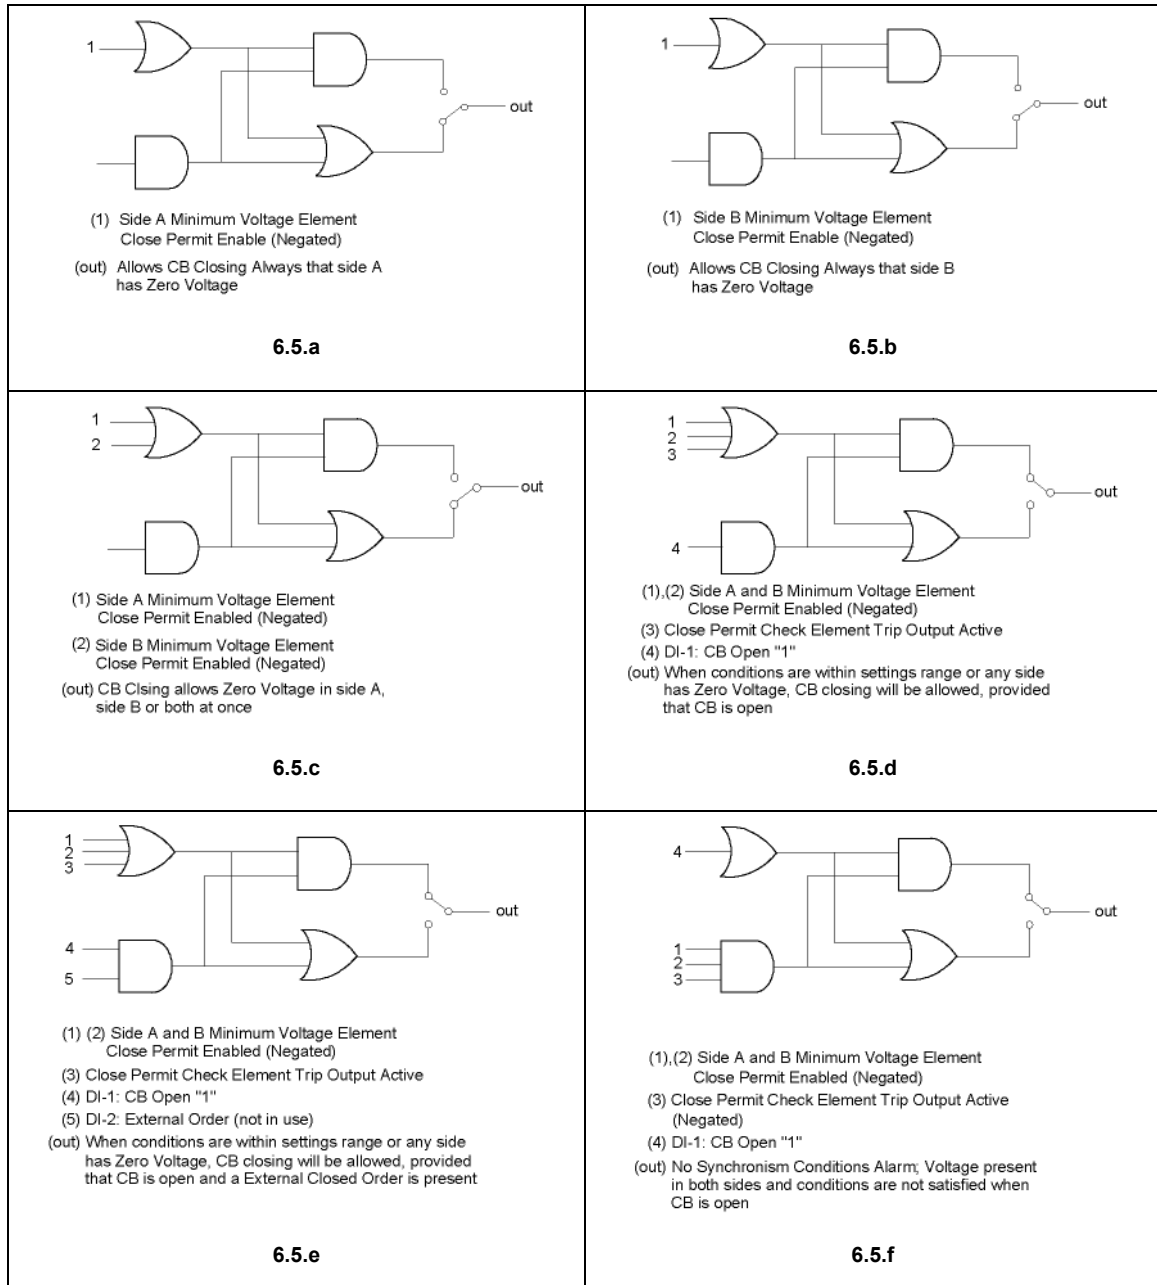 1
out
(1) Side A Minimum Voltage Element
Close Permit Enable (Negated)
(out) Allows CB Closing Always that side A
has Zero Voltage
6.5.a
1
out
(1) Side B Minimum Voltage Element
Close Permit Enable (Negated)
(out) Allows CB Closing Always that side B
has Zero Voltage
6.5.b
1
2
out
(1) Side A Minimum Voltage Element
Close Permit Enabled (Negated)
(2) Side B Minimum Voltage Element
Close Permit Enabled (Negated)
(out) CB Clsing allows Zero Voltage in side A,
side B or both at once
6.5.c
1
2
3
out
4
(1),(2) Side A and B Minimum Voltage Element
Close Permit Enabled (Negated)
(3) Close Permit Check Element Trip Output Active
(4) DI-1: CB Open "1"
(out) When conditions are within settings range or any side
has Zero Voltage, CB closing will be allowed, provided
that CB is open
6.5.d
1
2
3
out
4
5
(1) (2) Side A and B Minimum Voltage Element
Close Permit Enabled (Negated)
(3) Close Permit Check Element Trip Output Active
(4) DI-1: CB Open "1"
(5) DI-2: External Order (not in use)
(out) When conditions are within settings range or any side
has Zero Voltage, CB closing will be allowed, provided
that CB is open and a External Closed Order is present
6.5.e
4
out
1
2
3
(1),(2) Side A and B Minimum Voltage Element
Close Permit Enabled (Negated)
(3) Close Permit Check Element Trip Output Active
(Negated)
(4) DI-1: CB Open "1"
(out) No Synchronism Conditions Alarm; Voltage present
in both sides and conditions are not satisfied when
CB is open
6.5.f